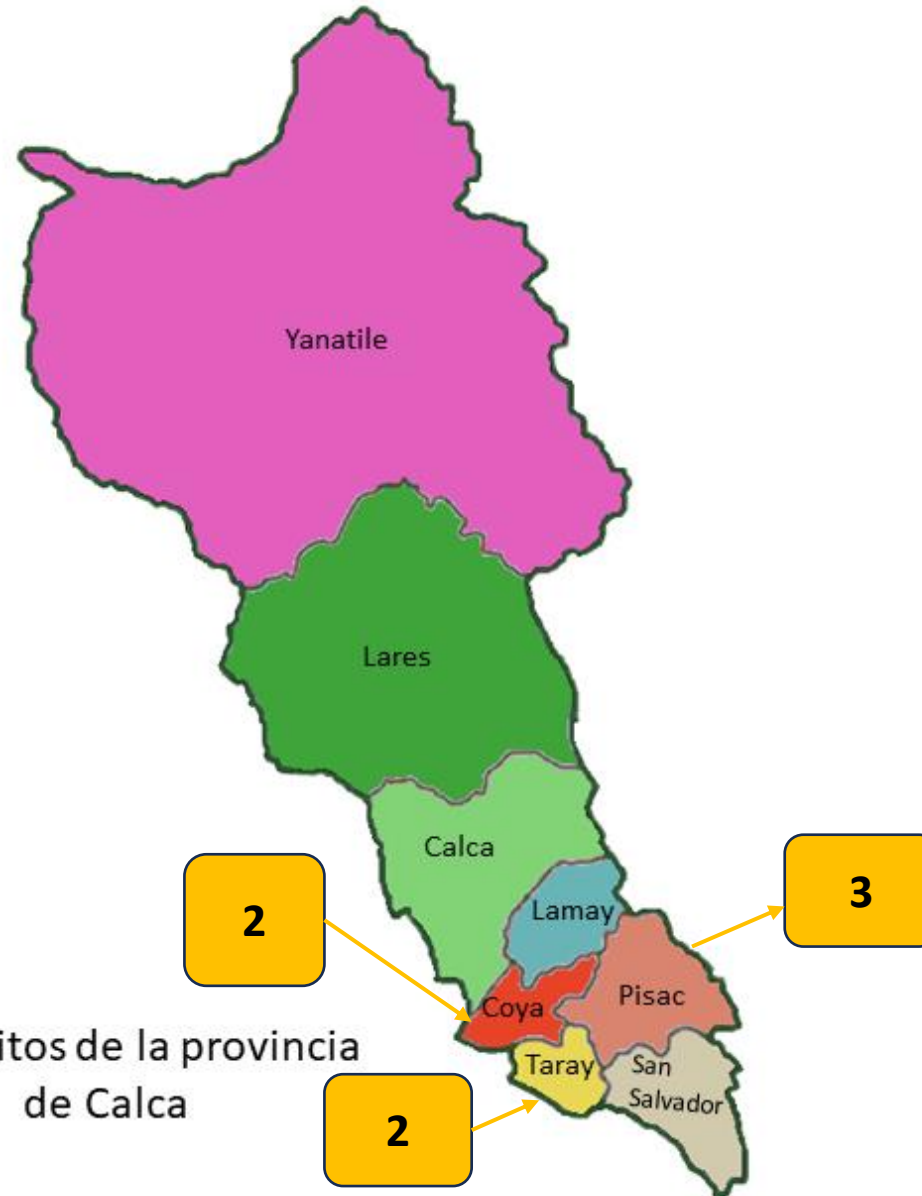 Yanatile
Lares
Calca
2
3
Lamay
Coya
Pisac
itos de la provincia
de Calca
Taray
San
Salvador
2